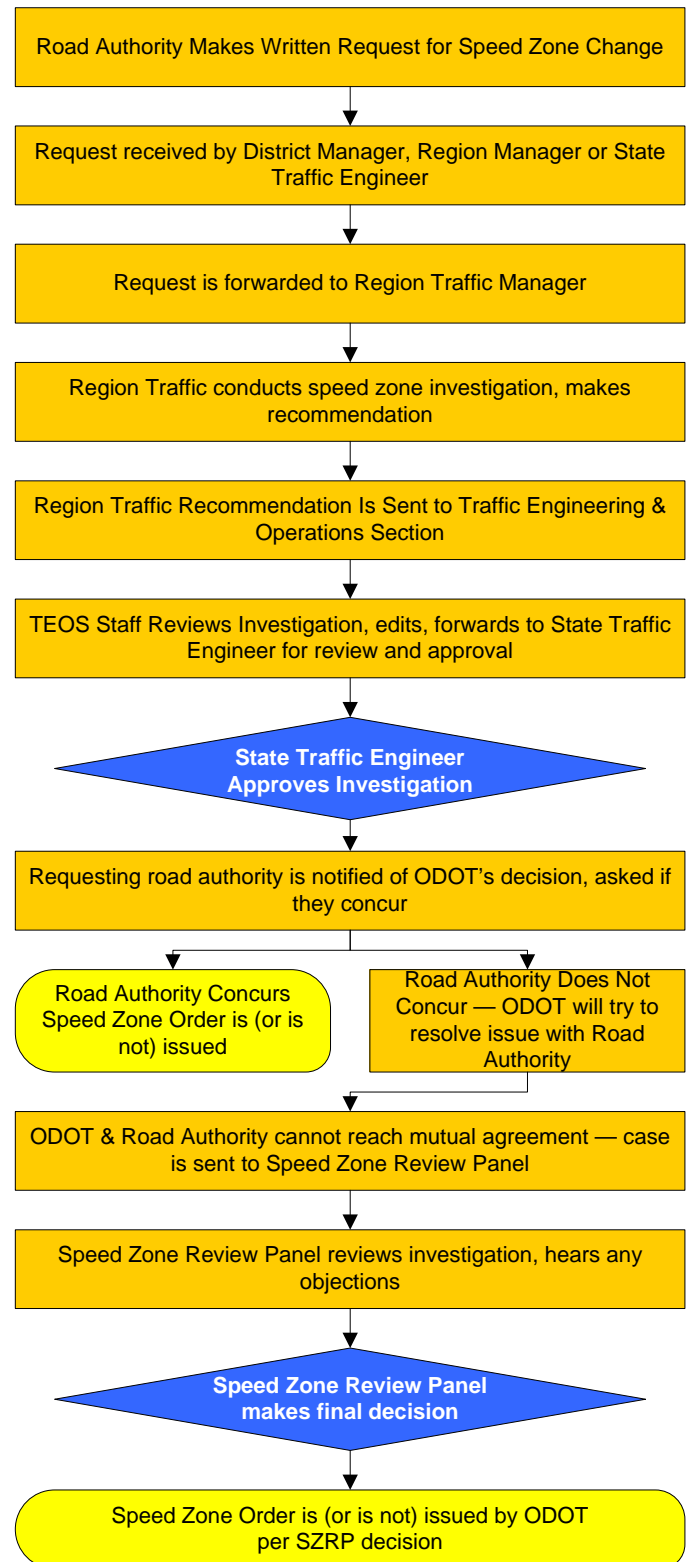 Road Authority Makes Written Request for Speed Zone Change
Request received by District Manager, Region Manager or State
Traffic Engineer
Request is forwarded to Region Traffic Manager
Region Traffic conducts speed zone investigation, makes
recommendation
Region Traffic Recommendation Is Sent to Traffic Engineering &
Operations Section
TEOS Staff Reviews Investigation, edits, forwards to State Traffic
Engineer for review and approval
State Traffic Engineer
Approves Investigation
Requesting road authority is notified of ODOT’s decision, asked if
they concur
Road Authority Concurs
Speed Zone Order is (or is
not) issued
Road Authority Does Not
Concur — ODOT will try to
resolve issue with Road
Authority
ODOT & Road Authority cannot reach mutual agreement — case
is sent to Speed Zone Review Panel
Speed Zone Review Panel reviews investigation, hears any
objections
Speed Zone Review Panel
makes final decision
Speed Zone Order is (or is not) issued by ODOT
per SZRP decision